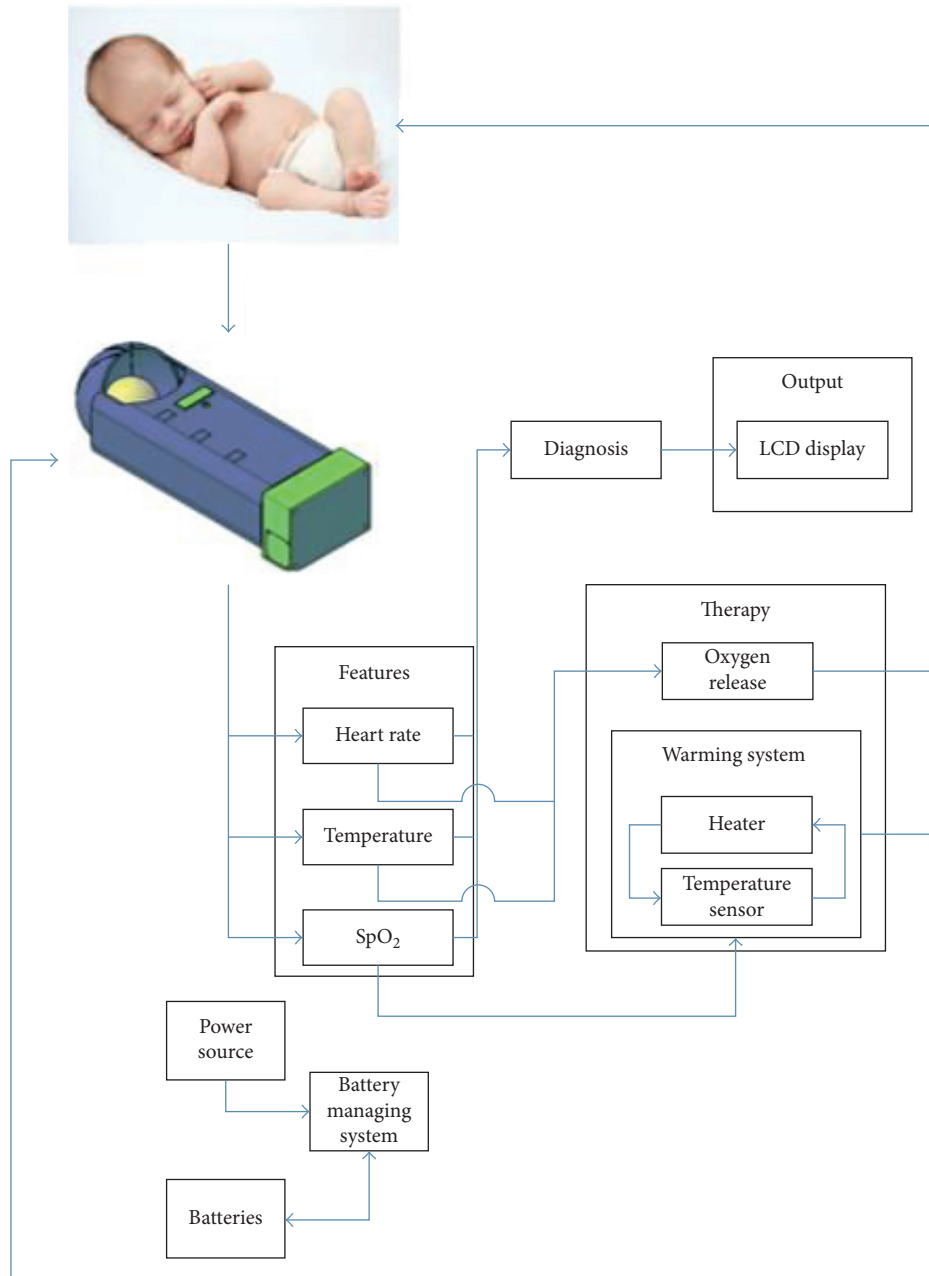 Output
Diagnosis
LCD display
Therapy
Oxygen
release
Features
Heart rate
Warming system
Temperature
Heater
Temperature
sensor
SpO₂
Power
source
Battery
managing
system
Batteries